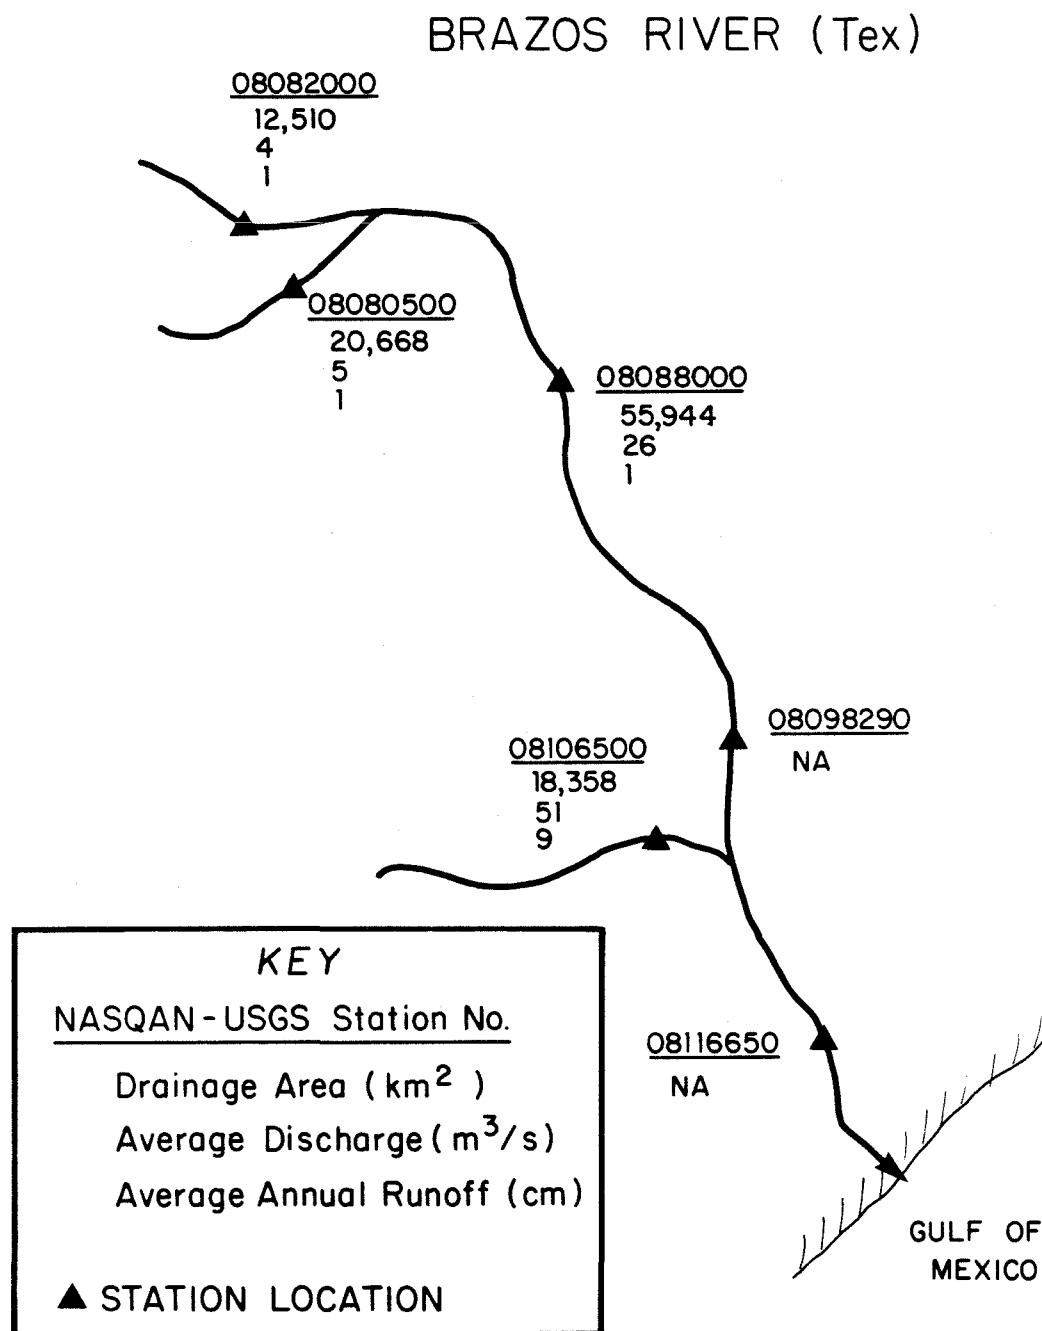 BRAZOS RIVER (Tex)
08082000
12,510
4
1
08080500
20,668
5
1
08088000
55,944
26
1
08098290
NA
08106500
18,358
51
9
08116650
NA
GULF OF
MEXICO
KEY
NASQAN-USGS Station No.
Drainage Area (km²)
Average Discharge (m³/s)
Average Annual Runoff (cm)
▲ STATION LOCATION